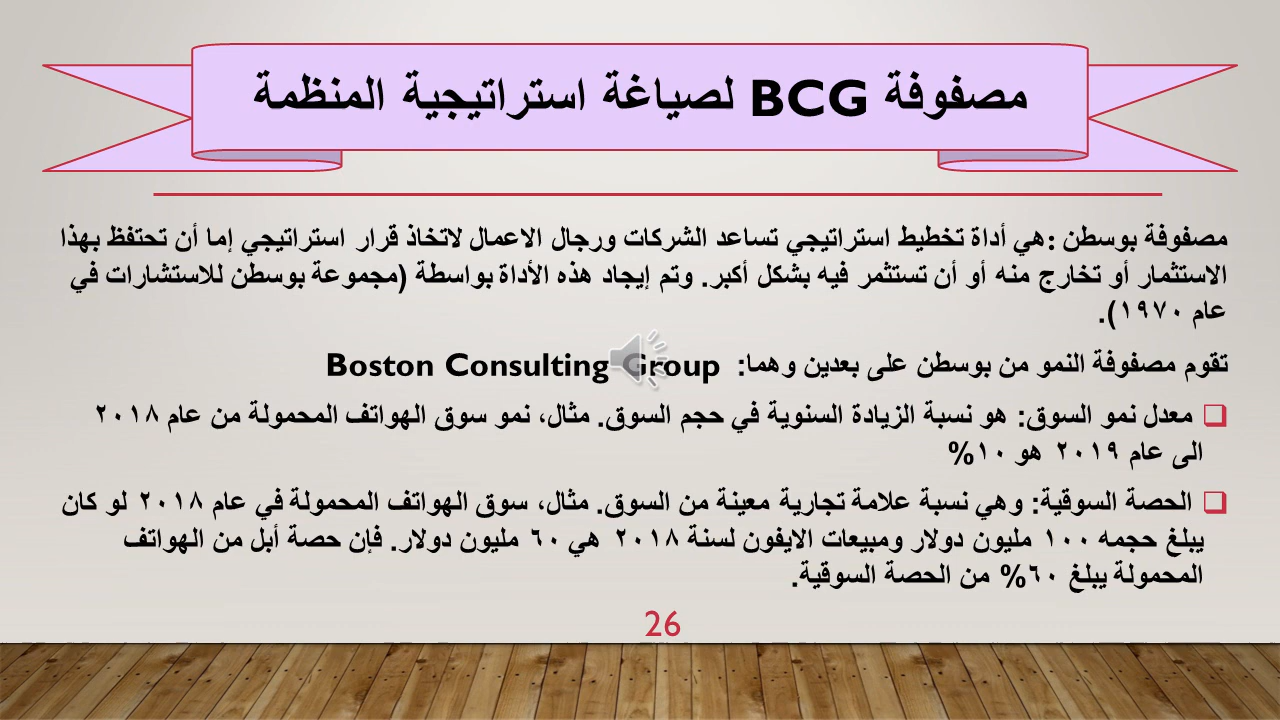 مصفوفة BCG لصياغة استراتيجية المنظمة
مصفوفة بوسطن :هي أداة تخطيط استراتيجي تساعد الشركات ورجال الاعمال لاتخاذ قرار استراتيجي إما أن تحتفظ بهذا
الاستثمار أو تخارج منه أو أن تستثمر فيه بشكل أكبر. وتم إيجاد هذه الأداة بواسطة (مجموعة بوسطن للاستشارات في
عام ١٩٧٠).
تقوم مصفوفة النمو من بوسطن على بعدين وهما: Boston Consulting Group
❑ معدل نمو السوق: هو نسبة الزيادة السنوية في حجم السوق. مثال، نمو سوق الهواتف المحمولة من عام ٢٠١٨
الى عام ٢٠١٩ هو ١٠%
❑ الحصة السوقية: وهي نسبة علامة تجارية معينة من السوق. مثال، سوق الهواتف المحمولة في عام ٢٠١٨ لو كان
يبلغ حجمه ١٠٠ مليون دولار ومبيعات الايفون لسنة ٢٠١٨ هي ٦٠ مليون دولار. فإن حصة أبل من الهواتف
المحمولة يبلغ ٦٠% من الحصة السوقية.
26